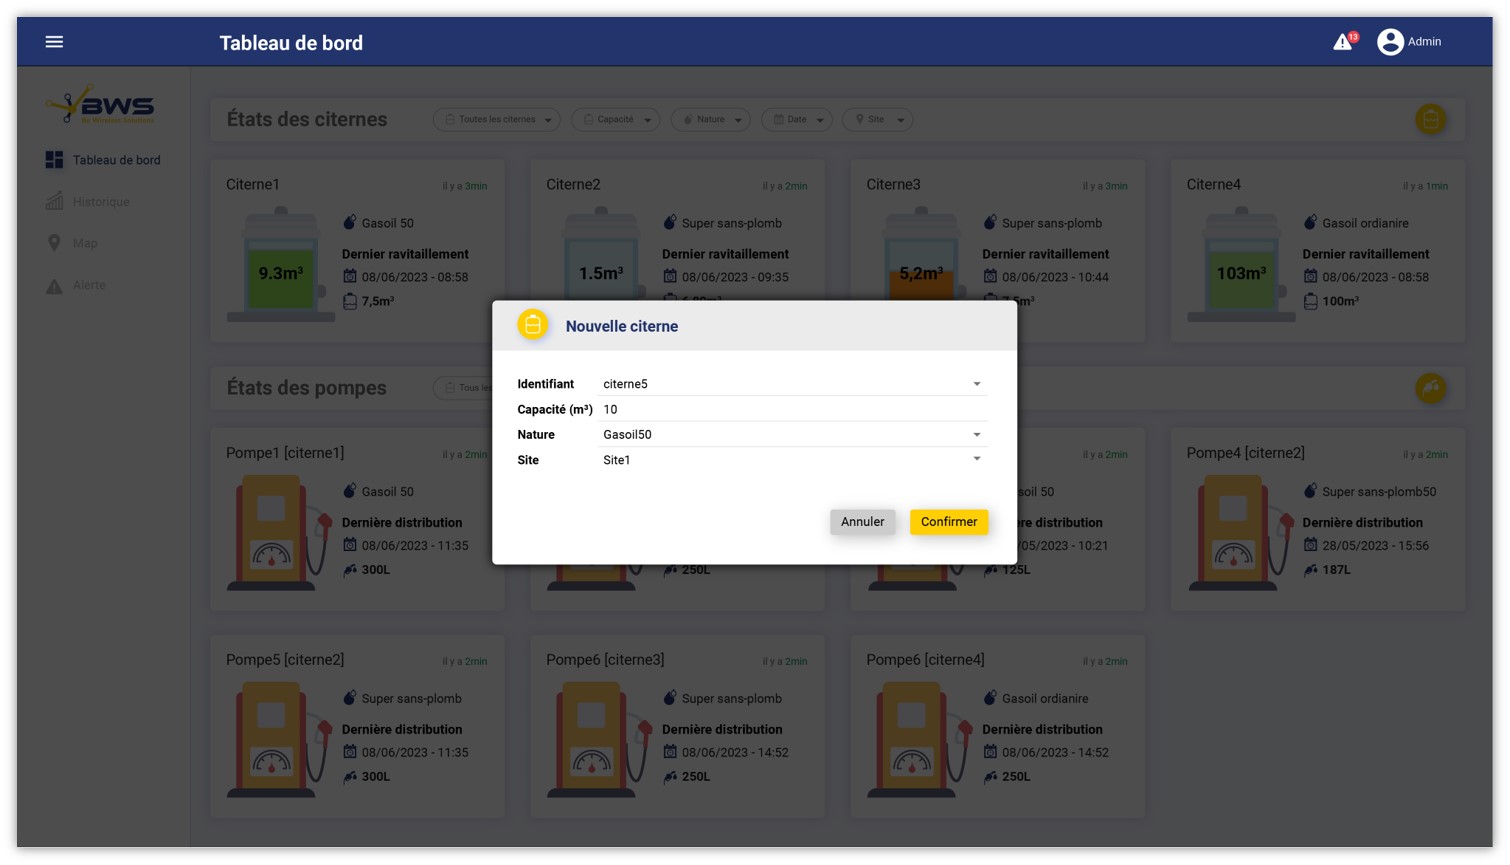 Tableau de bord
13
Admin
BWS
Be Wireless Solutions
Tableau de bord
Historique
Map
Alerte
États des citernes
Toutes les citernes
Capacité
Nature
Date
Site
Citerne1
il y a 3min
9.3m³
Gasoil 50
Dernier ravitaillement
08/06/2023 - 08:58
7,5m³
Citerne2
il y a 2min
1.5m³
Super sans-plomb
Dernier ravitaillement
08/06/2023 - 09:35
Citerne3
il y a 3min
5,2m³
Super sans-plomb
Dernier ravitaillement
08/06/2023 - 10:44
Citerne4
il y a 1min
103m³
Gasoil ordianire
Dernier ravitaillement
08/06/2023 - 08:58
100m³
Nouvelle citerne
Identifiant citerne5
Capacité (m³) 10
Nature Gasoil50
Site Site1
Annuler
Confirmer
États des pompes
Tous les
Pompe1 [citerne1]
il y a 2min
Gasoil 50
Dernière distribution
08/06/2023 - 11:35
300L
250L
il y a 2min
soil 50
ère distribution
/05/2023 - 10:21
125L
Pompe4 [citerne2]
il y a 2min
Super sans-plomb50
Dernière distribution
28/05/2023 - 15:56
187L
Pompe5 [citerne2]
il y a 2min
Super sans-plomb
Dernière distribution
08/06/2023 - 11:35
300L
Pompe6 [citerne3]
il y a 2min
Super sans-plomb
Dernière distribution
08/06/2023 - 14:52
250L
Pompe6 [citerne4]
il y a 2min
Gasoil ordianire
Dernière distribution
08/06/2023 - 14:52
250L